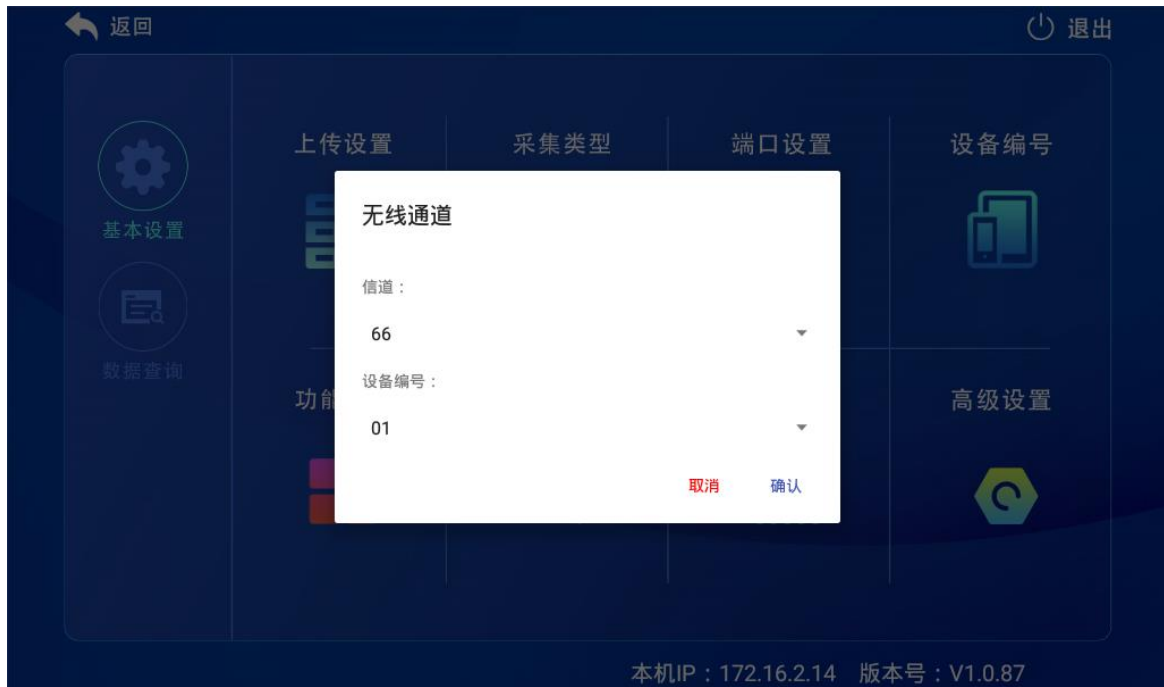 返回
退出
上传设置
采集类型
端口设置
设备编号
基本设置
数据查询
无线通道
信道：
66
设备编号：
01
取消
确认
功能
高级设置
本机IP：172.16.2.14 版本号：V1.0.87